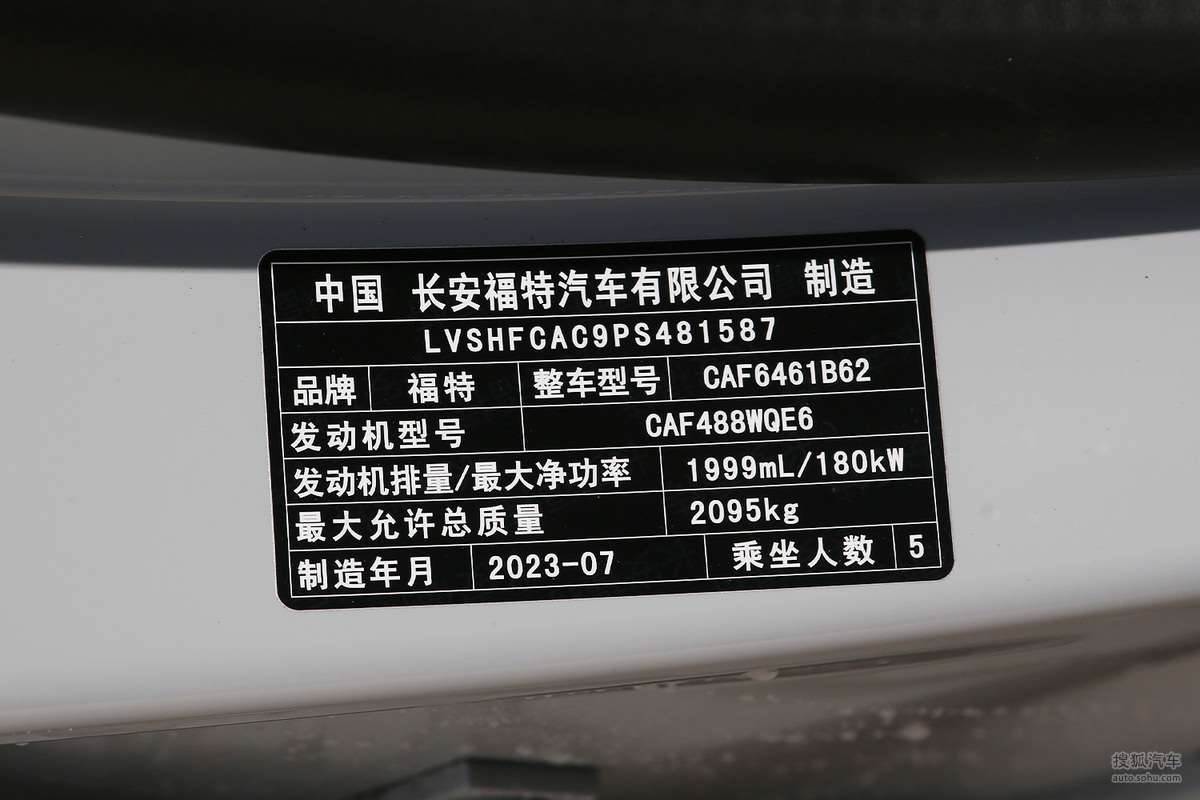 中国 长安福特汽车有限公司 制造
LVSHFCAC9PS481587
品牌 福特 整车型号 CAF6461B62
发动机型号 CAF488WQE6
发动机排量/最大净功率 1999mL/180kW
最大允许总质量 2095kg
制造年月 2023-07 乘坐人数 5
搜狐汽车
auto.sohu.com